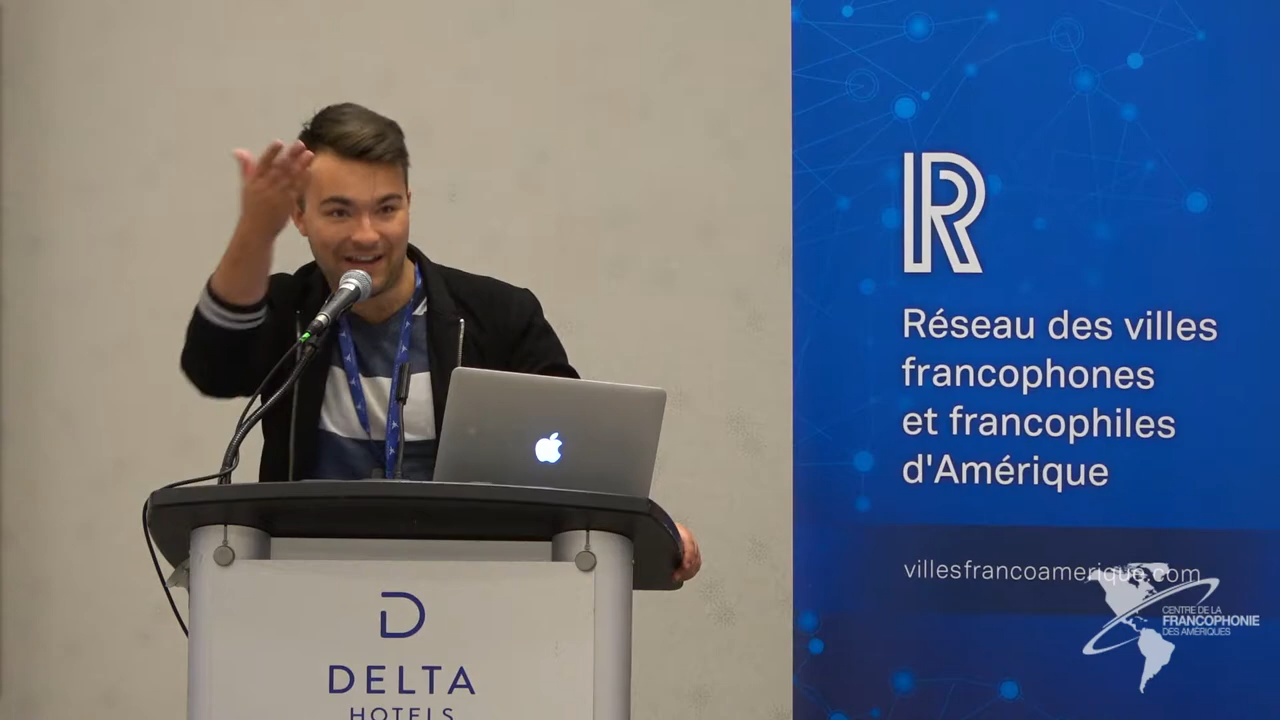 R
Réseau des villes
francophones
et francophiles
d'Amérique
villesfrancoamerique.com
CENTRE DE LA
FRANCOPHONIE
DES AMÉRIQUES
D
DELTA
HOTELS